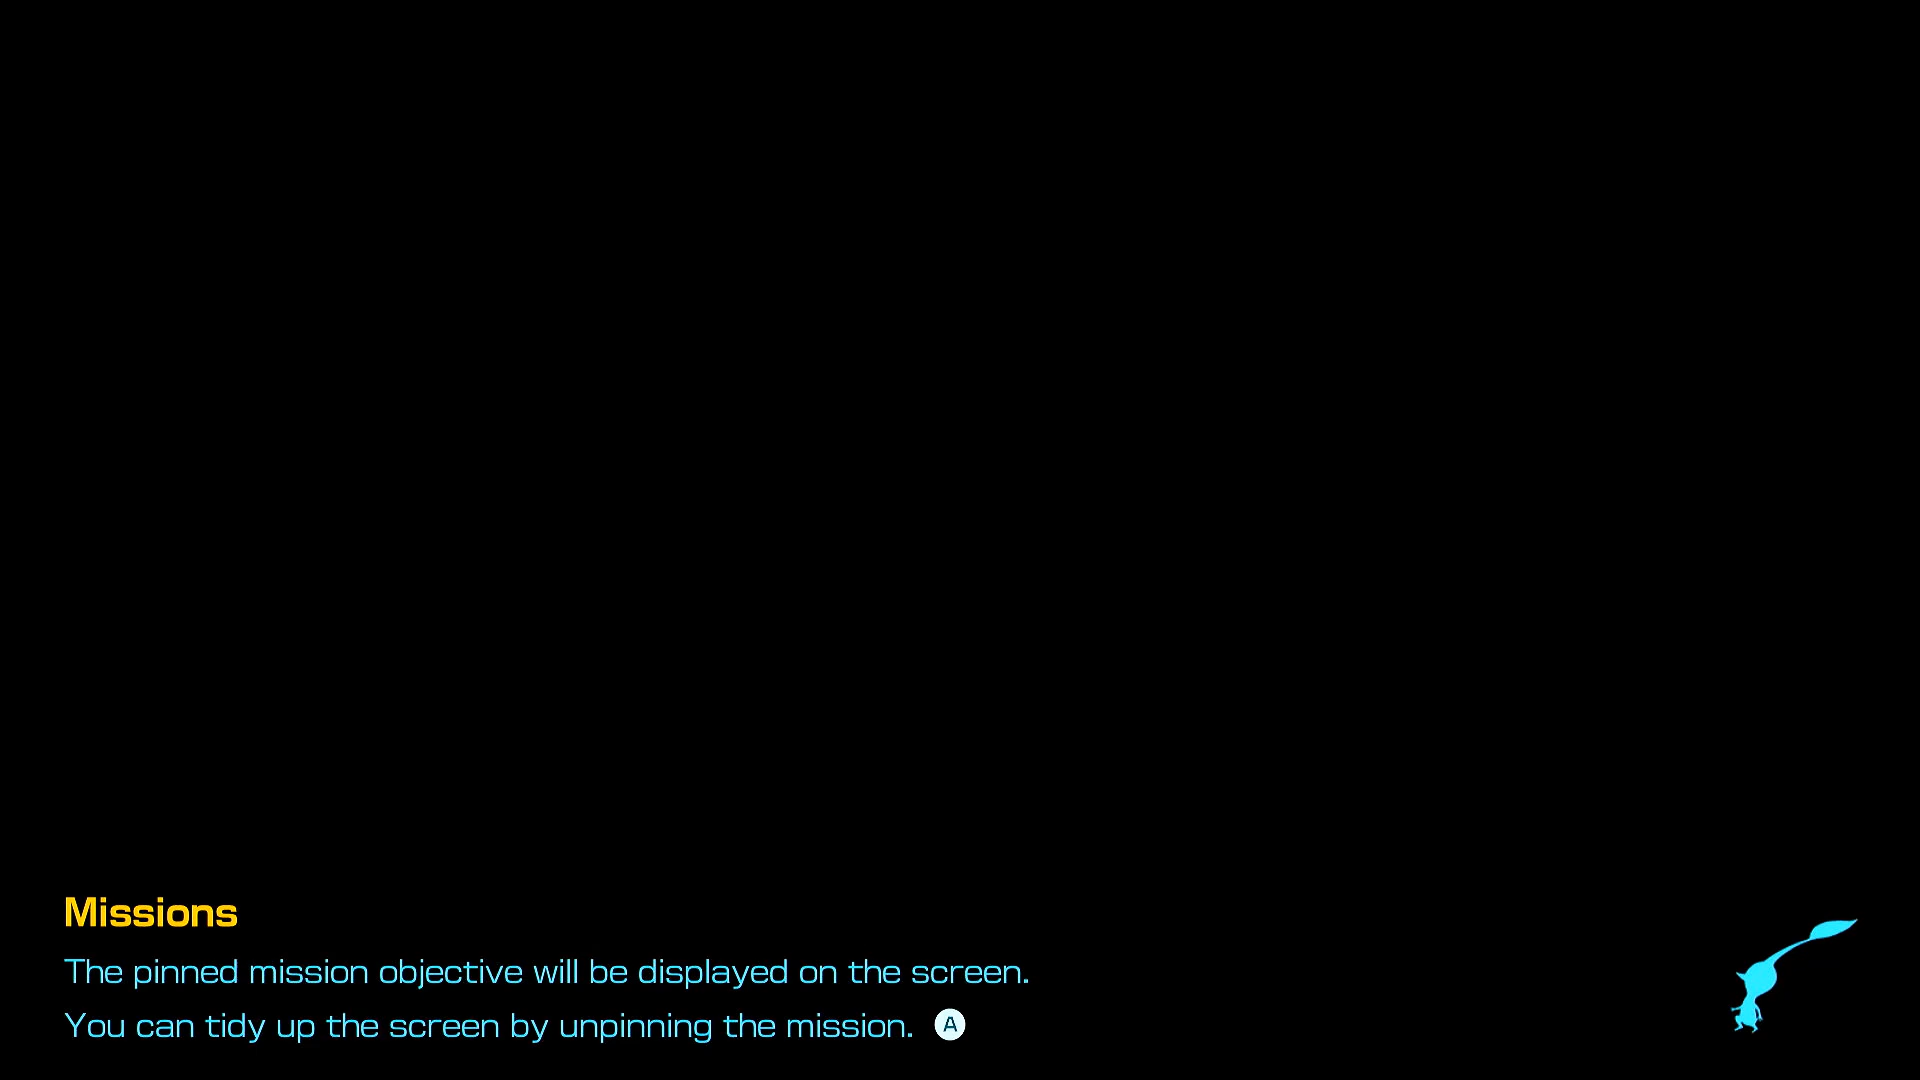 Missions
The pinned mission objective will be displayed on the screen.
You can tidy up the screen by unpinning the mission. A